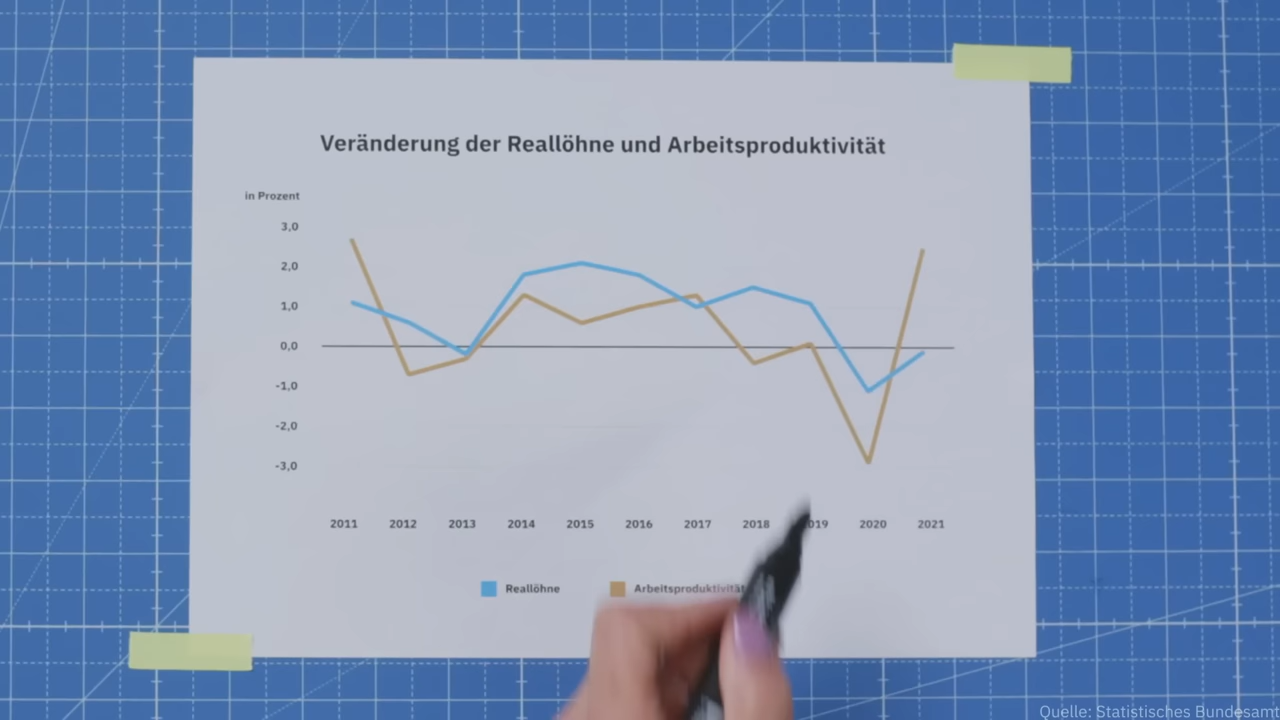 Veränderung der Reallöhne und Arbeitsproduktivität
in Prozent
3,0
2,0
1,0
0,0
-1,0
-2,0
-3,0
2011 2012 2013 2014 2015 2016 2017 2018 2020 2021
Reallöhne Arbeitsproduktivität
Quelle: Statistisches Bundesamt